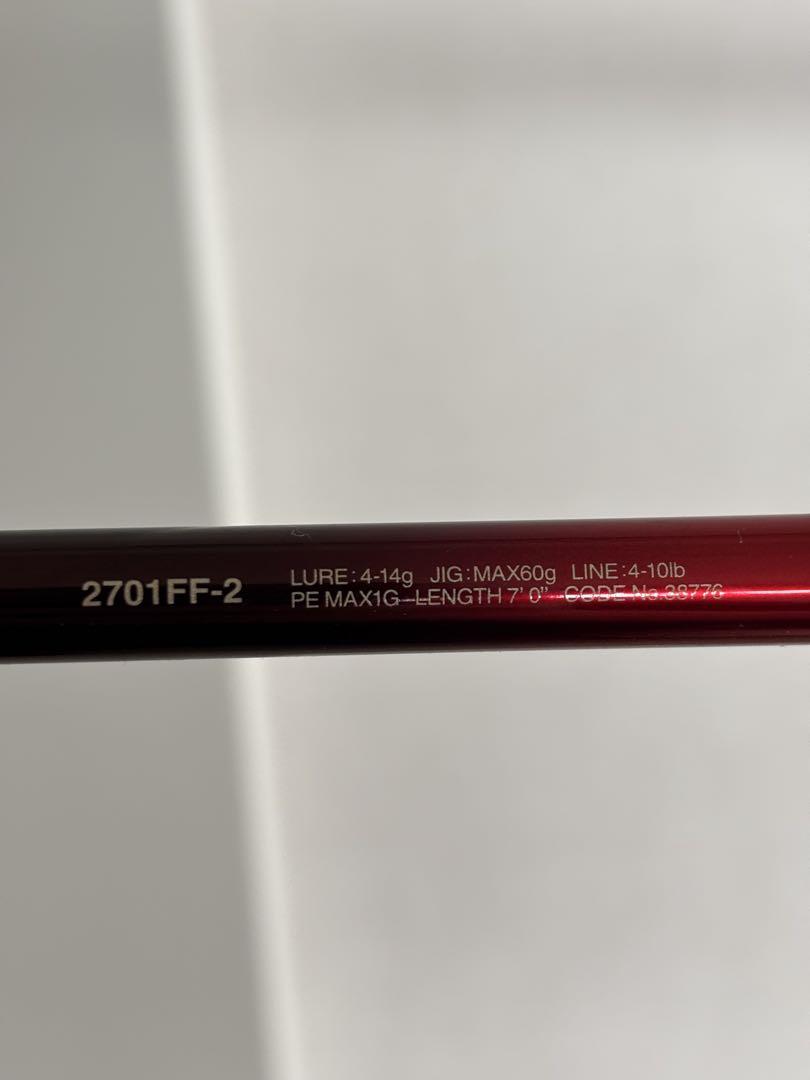 2701FF-2
LURE:4-14g JIG:MAX60g LINE:4-10lb
PE MAX1G LENGTH 7'0" CODE No.38776